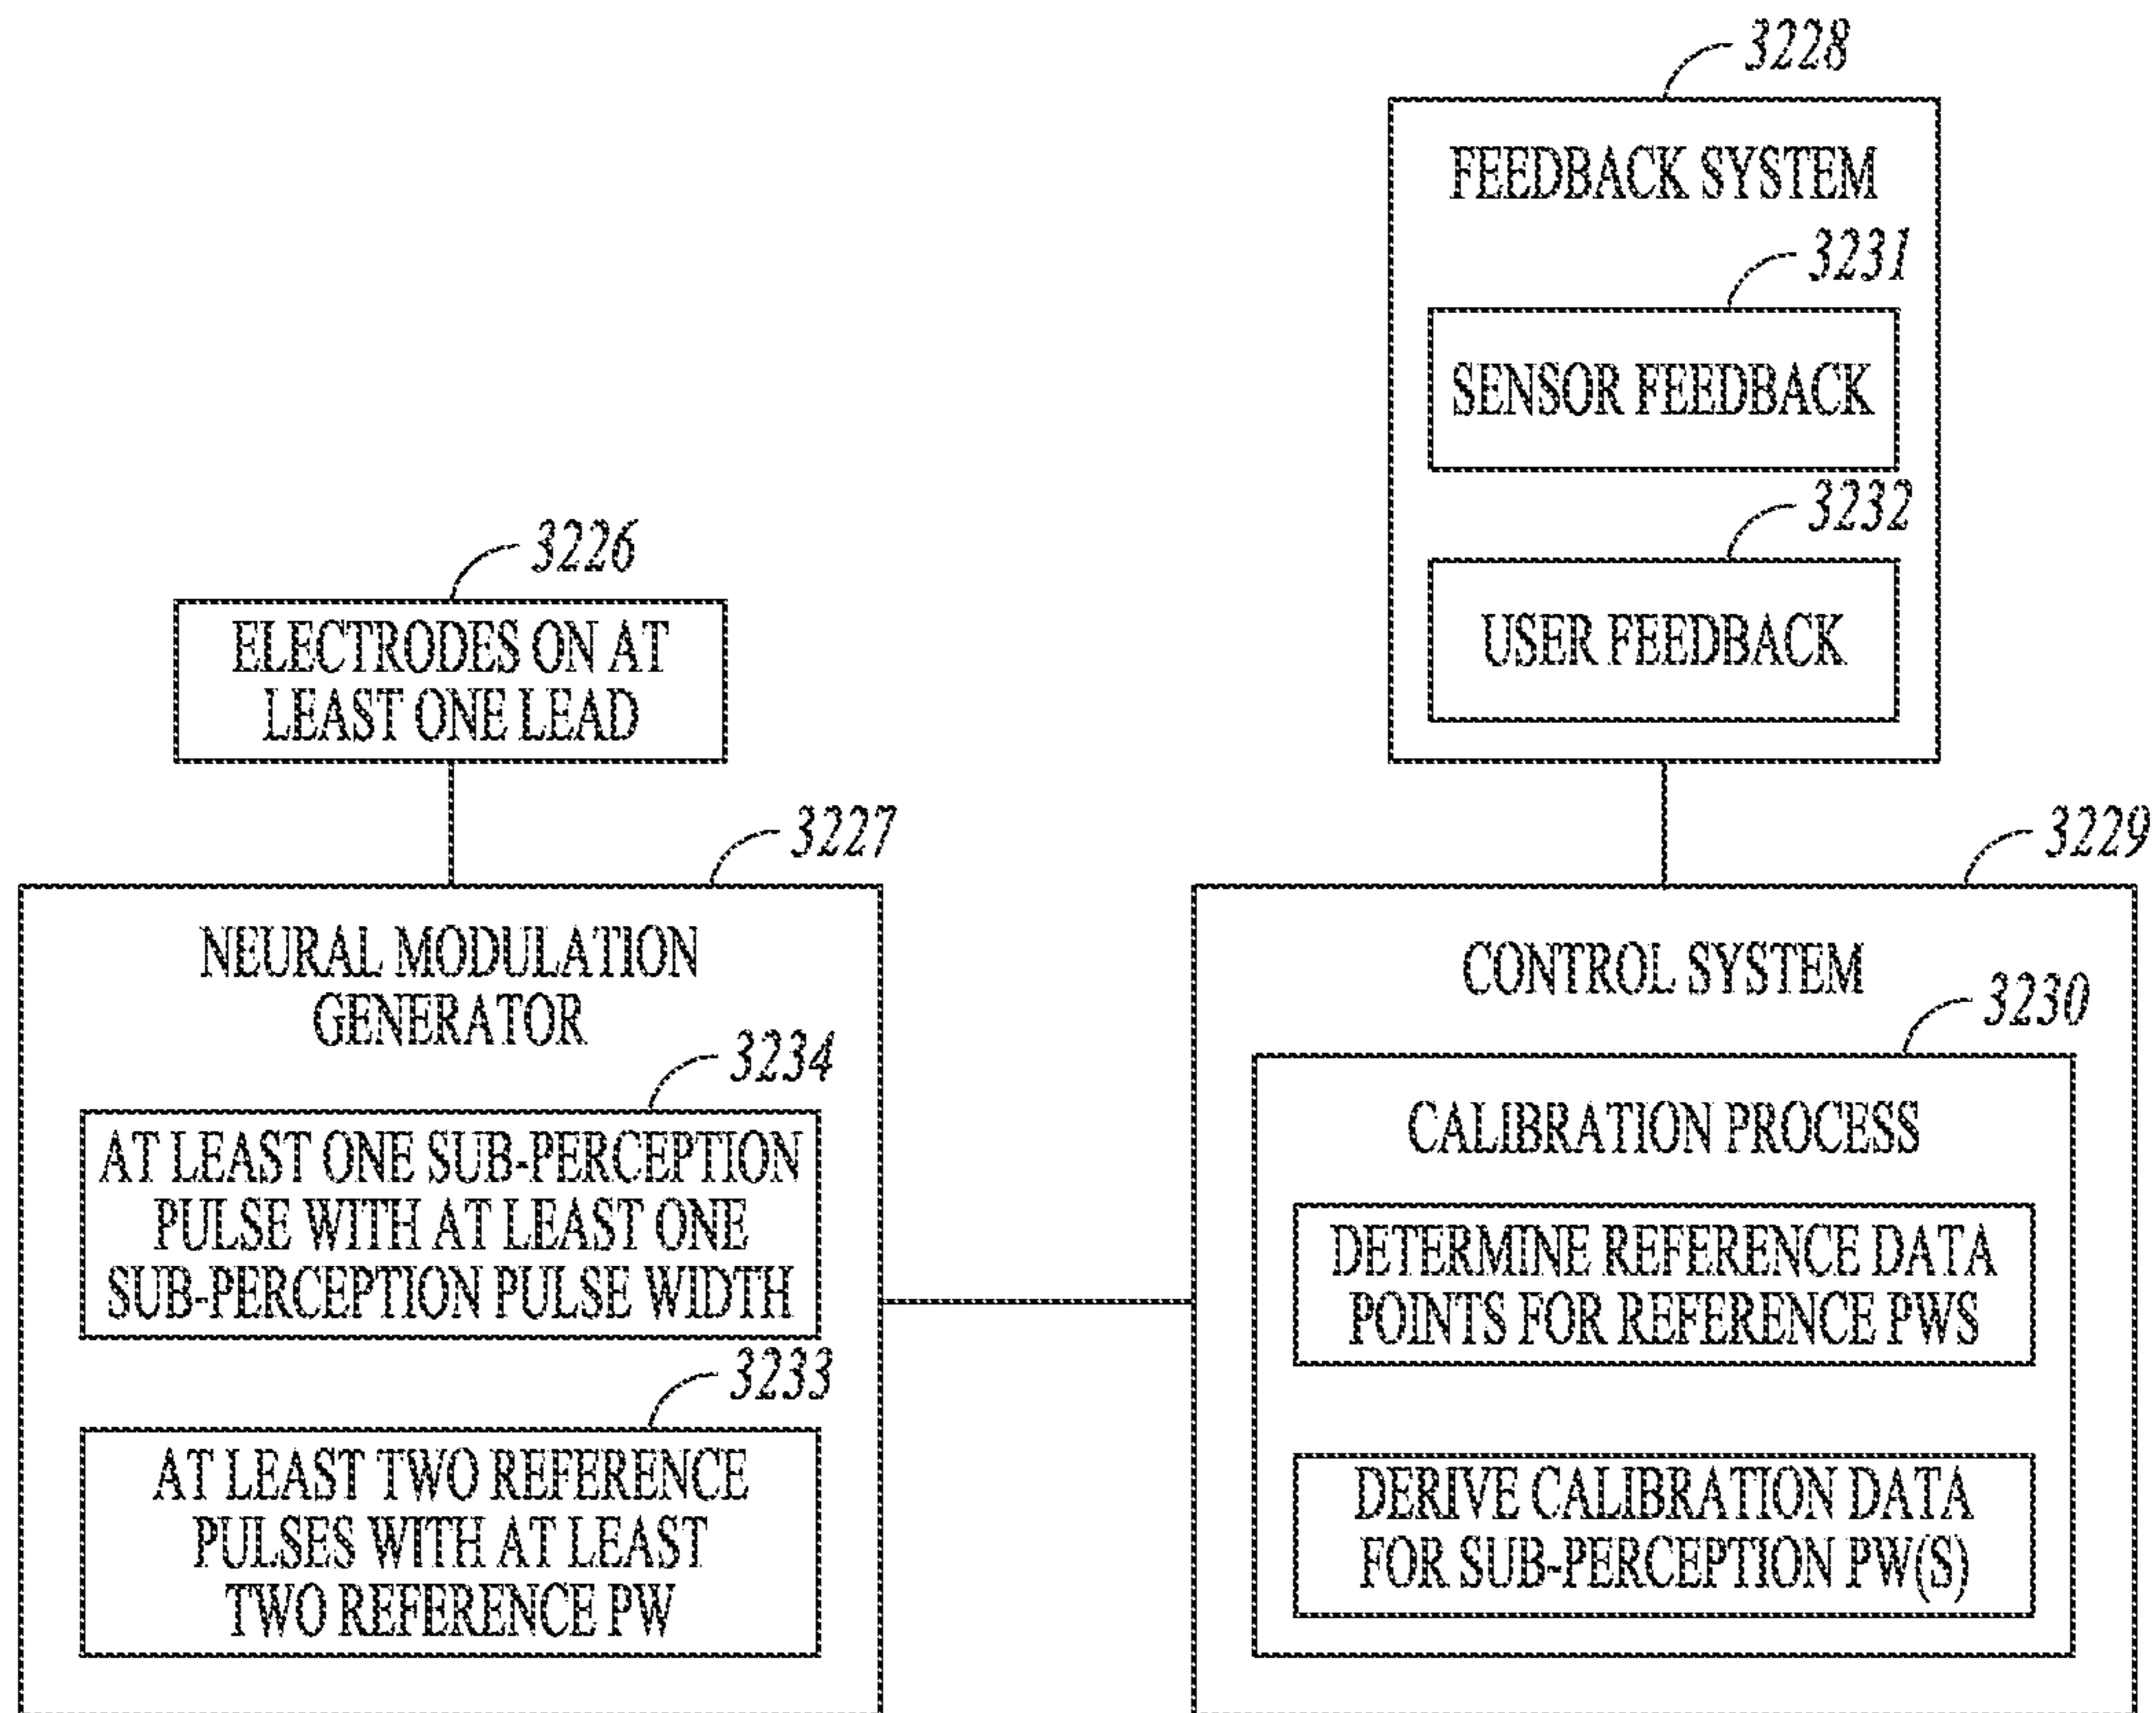 3228
FEEDBACK SYSTEM
3231
SENSOR FEEDBACK
3232
USER FEEDBACK
3226
ELECTRODES ON AT
LEAST ONE LEAD
3227
NEURAL MODULATION
GENERATOR
3234
AT LEAST ONE SUB-PERCEPTION
PULSE WITH AT LEAST ONE
SUB-PERCEPTION PULSE WIDTH
3233
AT LEAST TWO REFERENCE
PULSES WITH AT LEAST
TWO REFERENCE PW
3229
CONTROL SYSTEM
3230
CALIBRATION PROCESS
DETERMINE REFERENCE DATA
POINTS FOR REFERENCE PWS
DERIVE CALIBRATION DATA
FOR SUB-PERCEPTION PW(S)